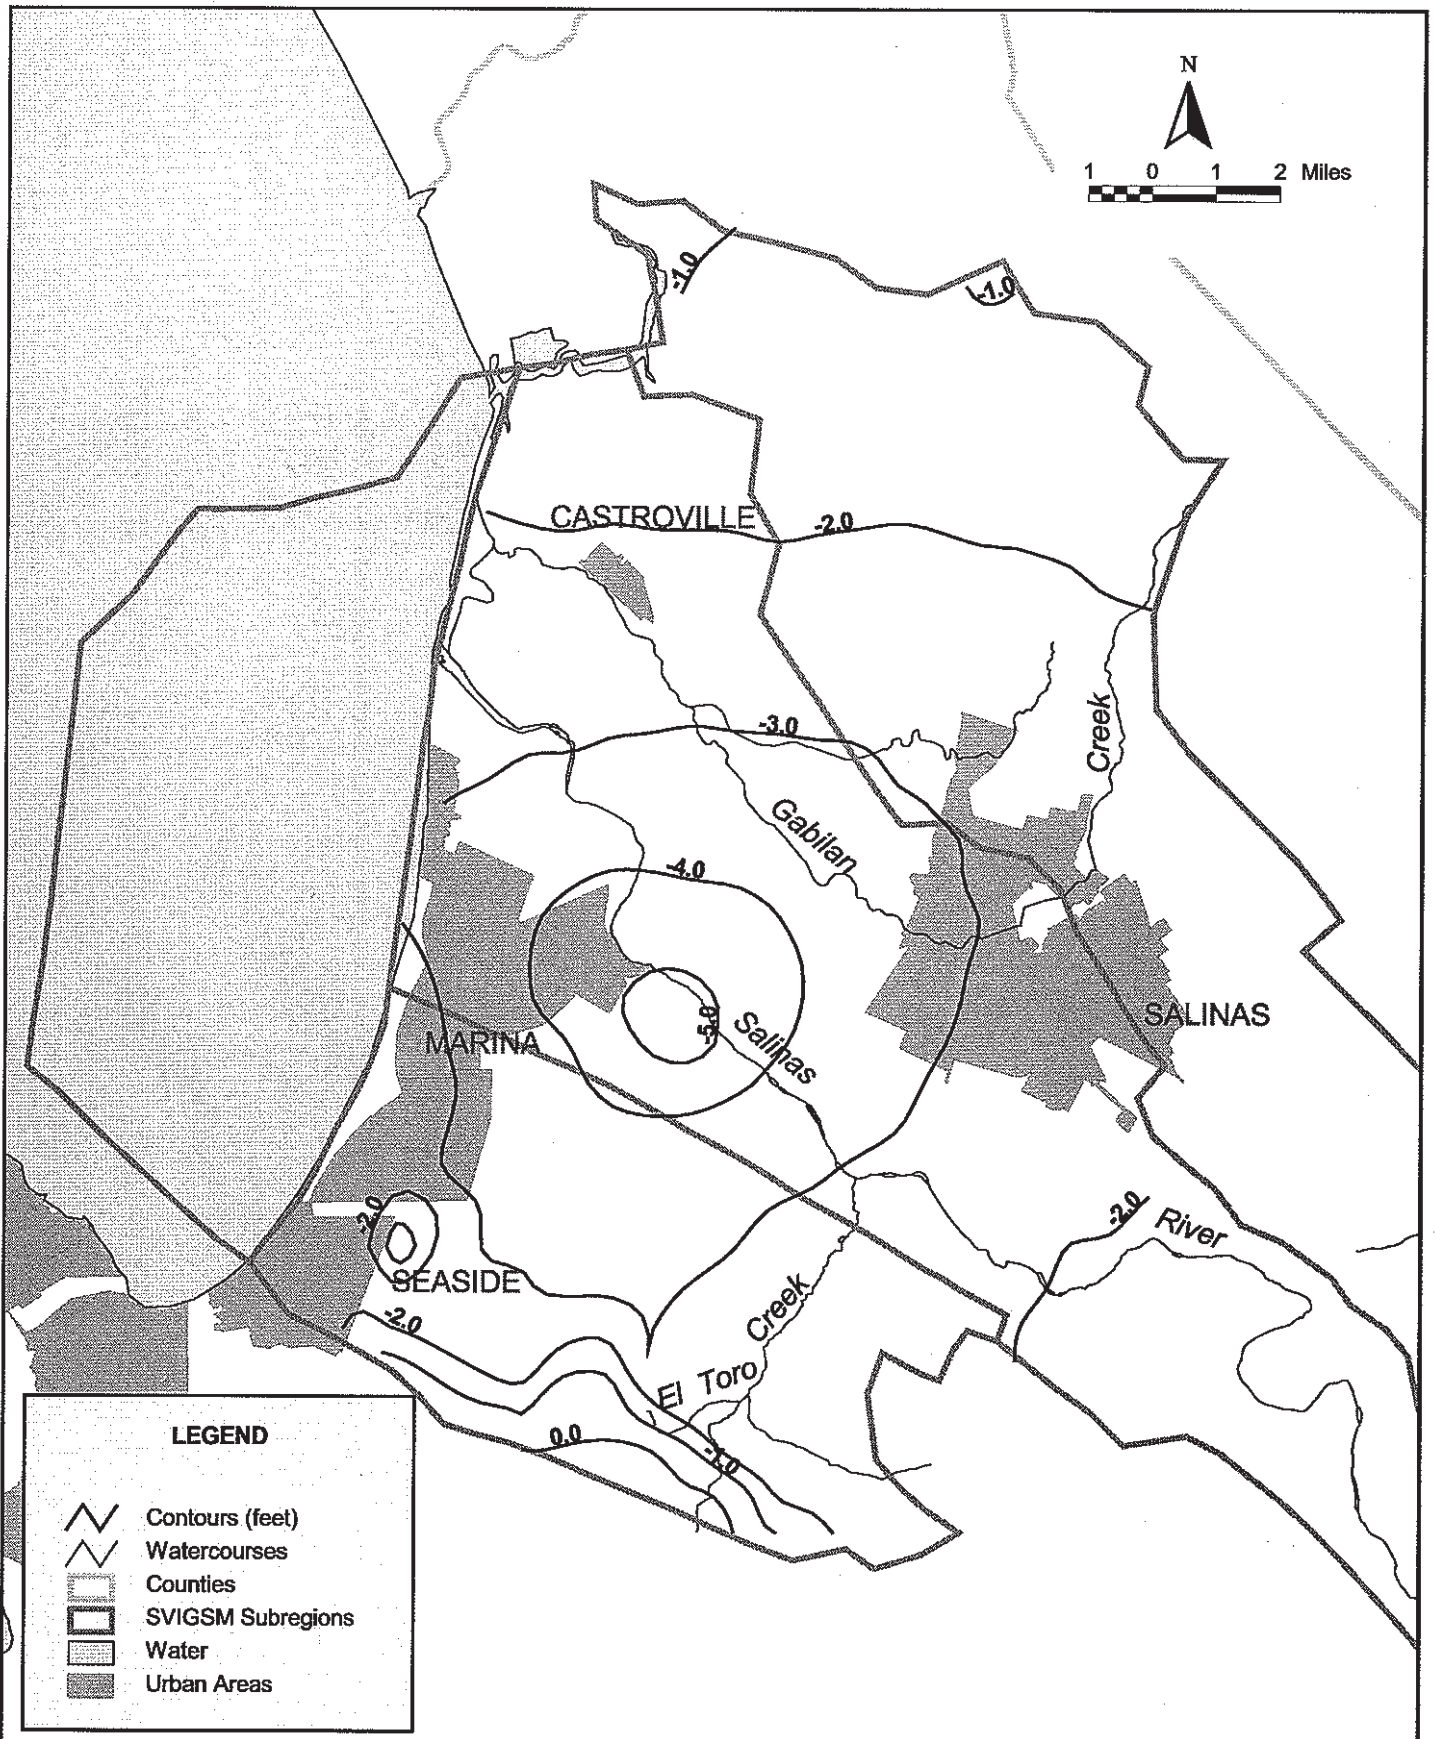 N
1 0 1 2 Miles
-1.0
-1.0
CASTROVILLE
-2.0
-3.0
Creek
Gabilan
-4.0
-5.0
Salinas
SALINAS
MARINA
-2.0
-2.0
River
SEASIDE
-2.0
Creek
El Toro
0.0
-1.0
LEGEND
Contours (feet)
Watercourses
Counties
SVIGSM Subregions
Water
Urban Areas